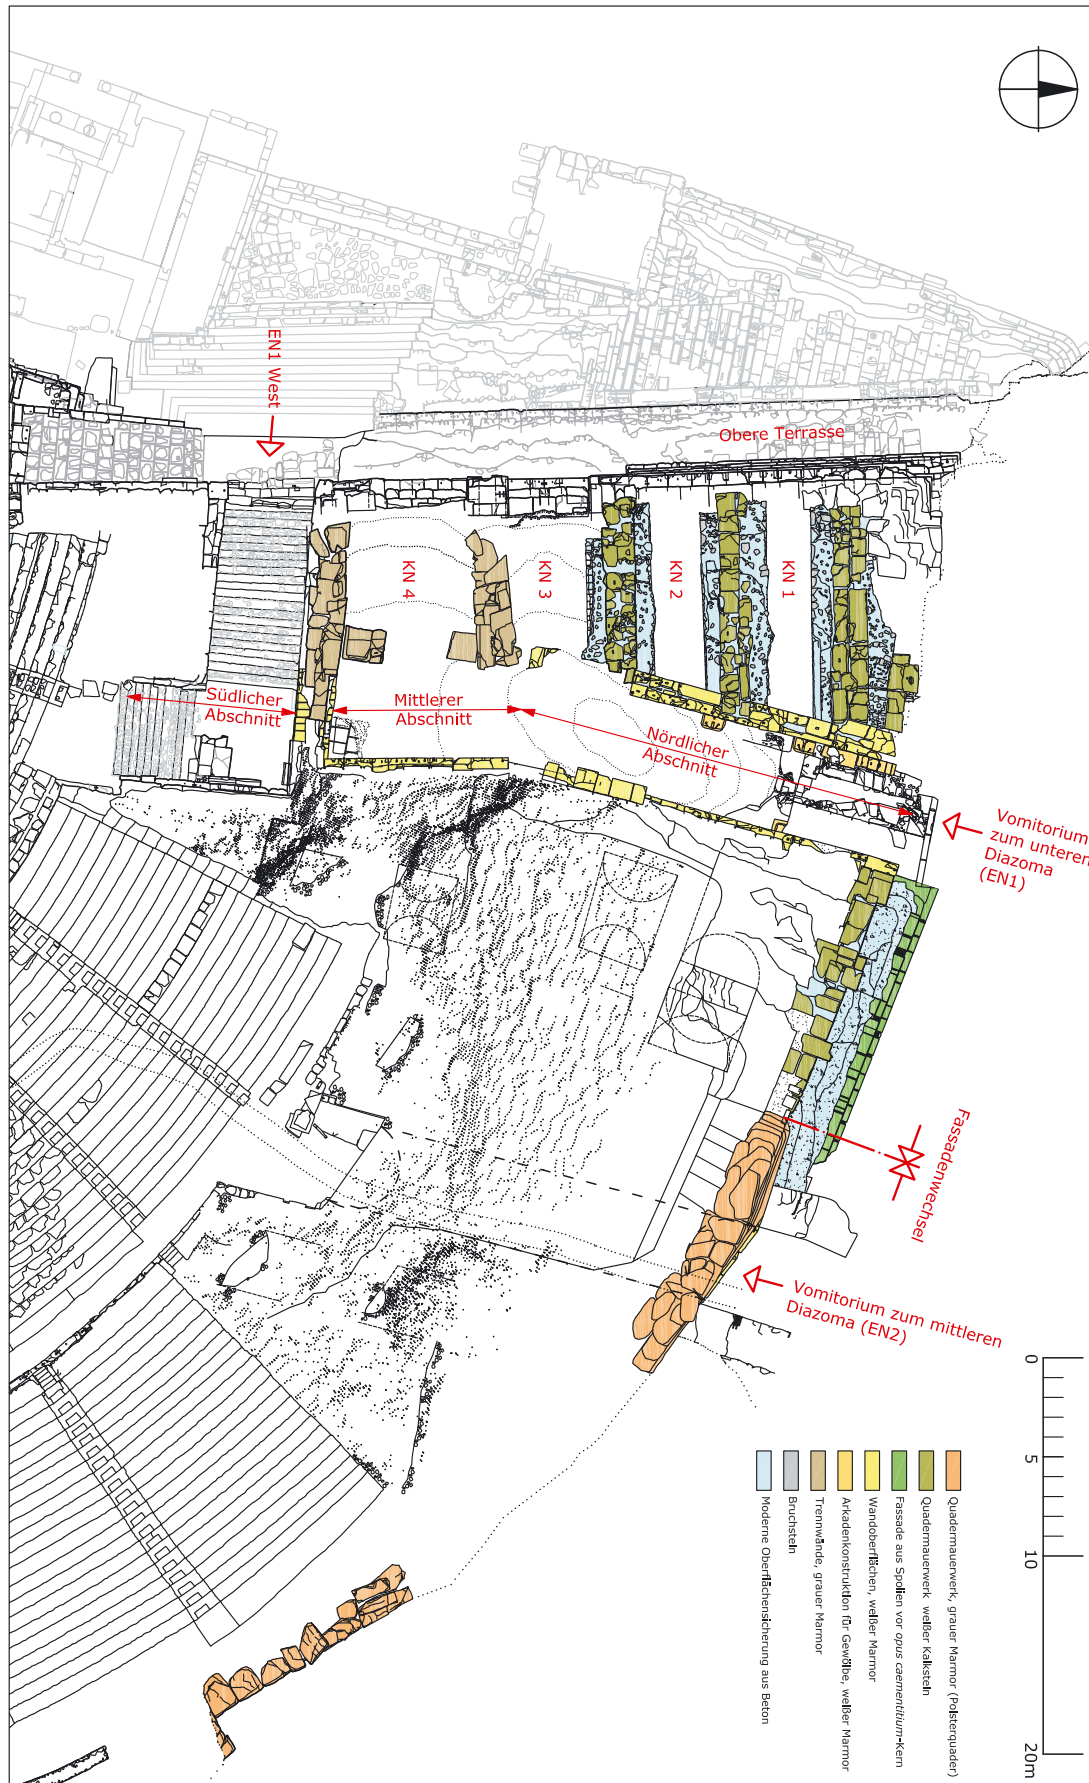 EN1 West
Obere Terrasse
KN 4
KN 3
KN 2
KN 1
Südlicher
Abschnitt
Mittlerer
Abschnitt
Nördlicher
Abschnitt
Vomitorium
zum unteren
Diazoma
(EN1)
Fassadenwechsel
Vomitorium zum mittleren
Diazoma (EN2)
0
5
10
20m
Quadermauerwerk, grauer Marmor (Polsterquader)
Quadermauerwerk weißer Kalkstein
Fassade aus Spolien vor opus caementitium-Kern
Wandoberflächen, weißer Marmor
Arkadenkonstruktion für Gewölbe, weißer Marmor
Trennwände, grauer Marmor
Bruchstein
Moderne Oberflächensicherung aus Beton